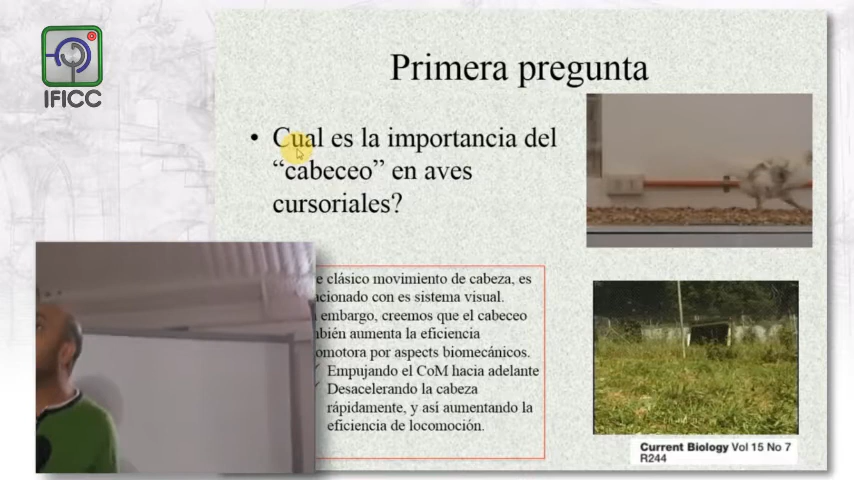 IFICC
Primera pregunta
• Cual es la importancia del
“cabeceo” en aves
cursoriales?
e clásico movimiento de cabeza, es
cionado con es sistema visual.
embargo, creemos que el cabeceo
bién aumenta la eficiencia
omotora por aspects biomecánicos.
Empujando el CoM hacia adelante
Desacelerando la cabeza
rápidamente, y así aumentando la
eficiencia de locomoción.
Current Biology Vol 15 No 7
R244